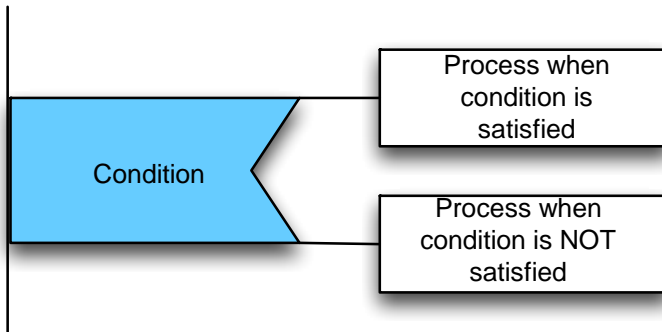 Process when
condition is
satisfied
Condition
Process when
condition is NOT
satisfied